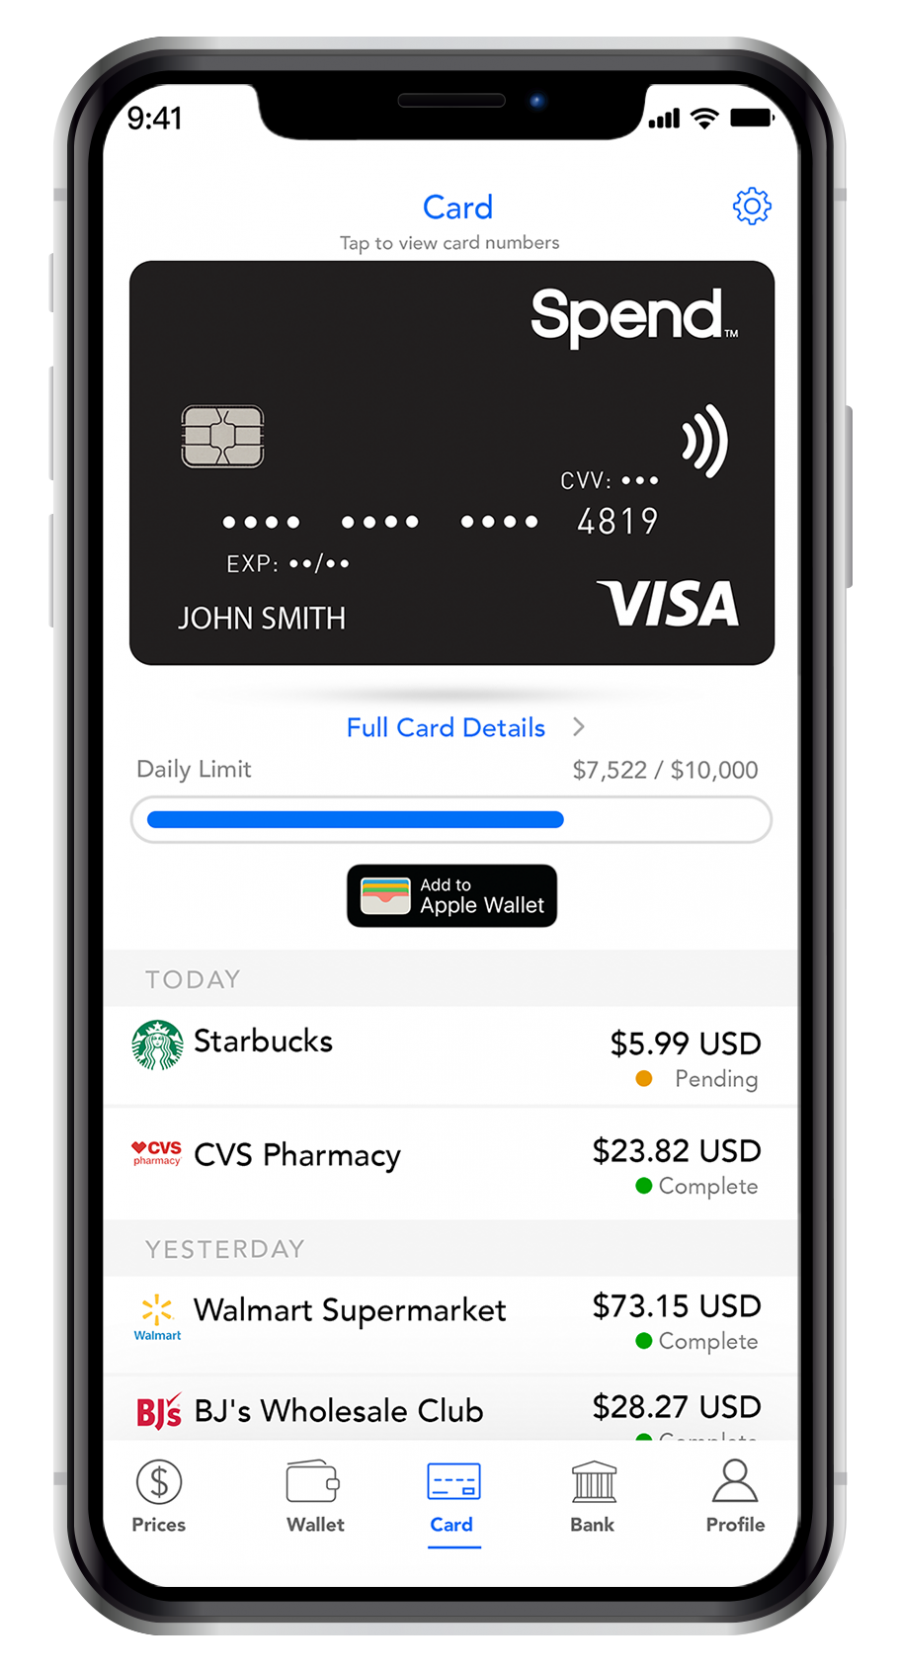 9:41
Card
Tap to view card numbers
Spend™
CVV: •••
•••• •••• •••• 4819
EXP: ••/••
JOHN SMITH
VISA
Full Card Details >
Daily Limit $7,522 / $10,000
Add to
Apple Wallet
TODAY
Starbucks $5.99 USD
Pending
CVS
pharmacy
CVS Pharmacy $23.82 USD
Complete
YESTERDAY
Walmart
Walmart Supermarket $73.15 USD
Complete
BJ's
BJ's Wholesale Club $28.27 USD
Complete
Prices Wallet Card Bank Profile